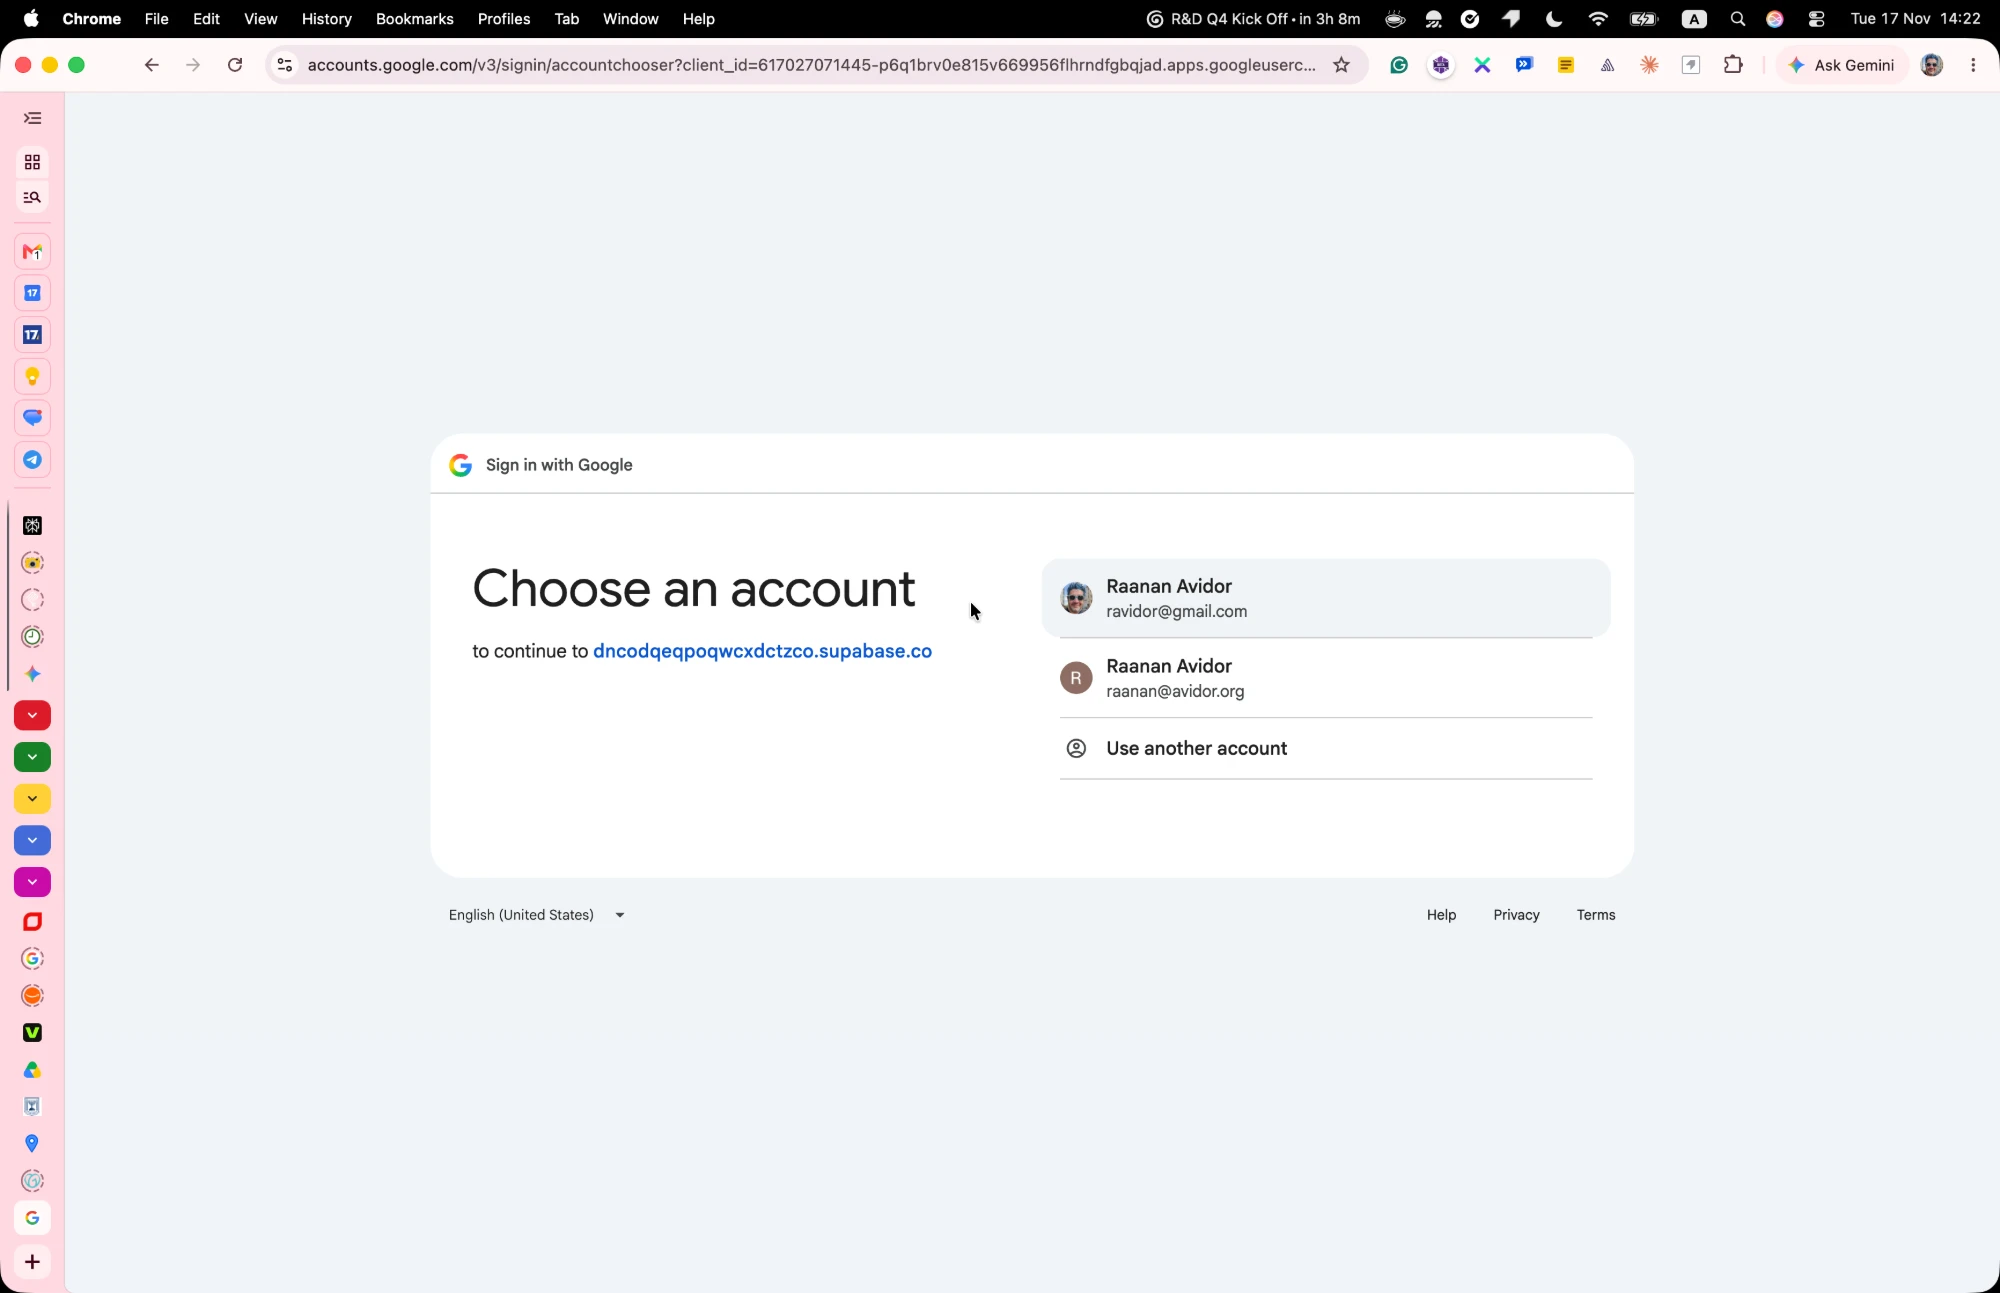 Chrome File Edit View History Bookmarks Profiles Tab Window Help R&D Q4 Kick Off • in 3h 8m A Tue 17 Nov 14:22
accounts.google.com/v3/signin/accountchooser?client_id=617027071445-p6q1brv0e815v669956flhrndfgbqjad.apps.googleuserc... Ask Gemini
1
17
17
Sign in with Google
Choose an account
to continue to dncodqeqpoqwcxdctzco.supabase.co
Raanan Avidor
ravidor@gmail.com
R
Raanan Avidor
raanan@avidor.org
Use another account
English (United States)
Help Privacy Terms